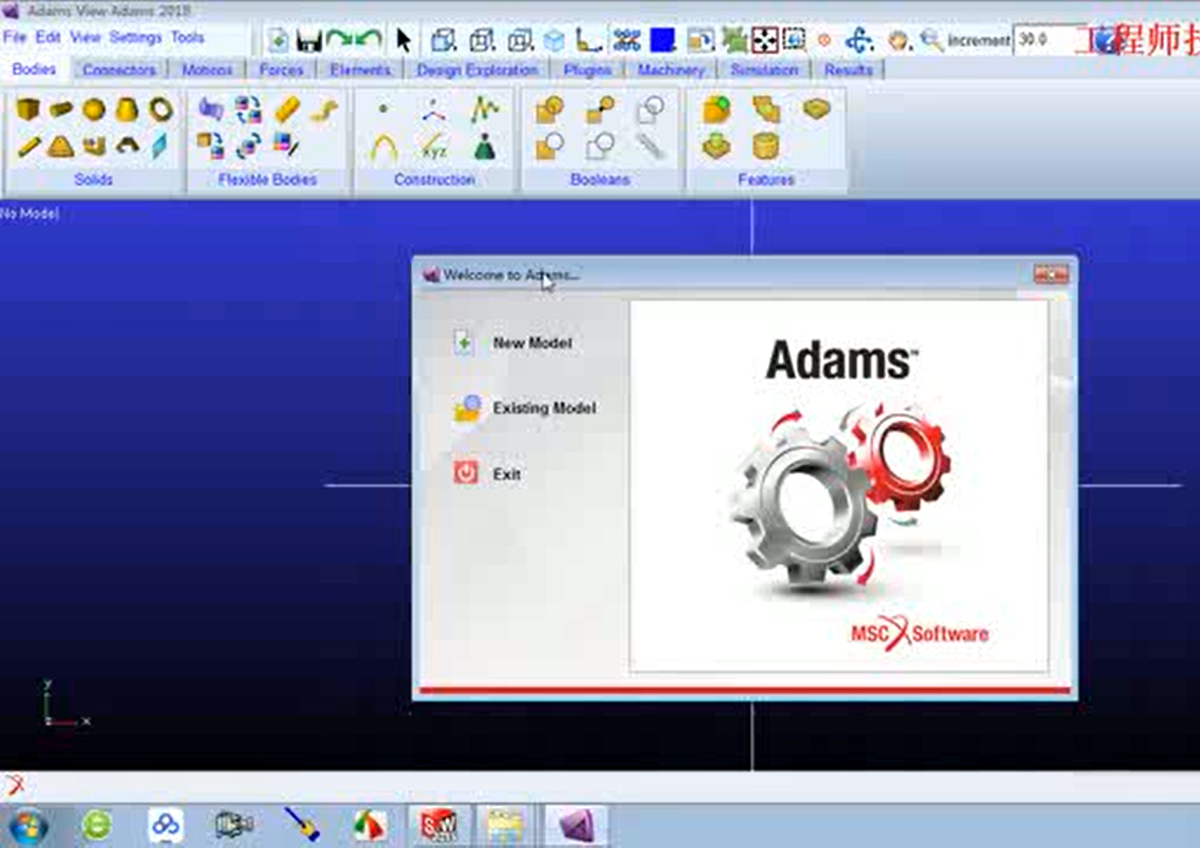 Adams View Adams 2018
File Edit View Settings Tools
Increment 30.0
工程师技
Bodies Connectors Motions Forces Elements Design Exploration Plugins Machinery Simulation Results
xyz
Solids Flexible Bodies Construction Booleans Features
No Model
Welcome to Adams...
New Model
Existing Model
Exit
Adams™
MSC Software
y
x
SW